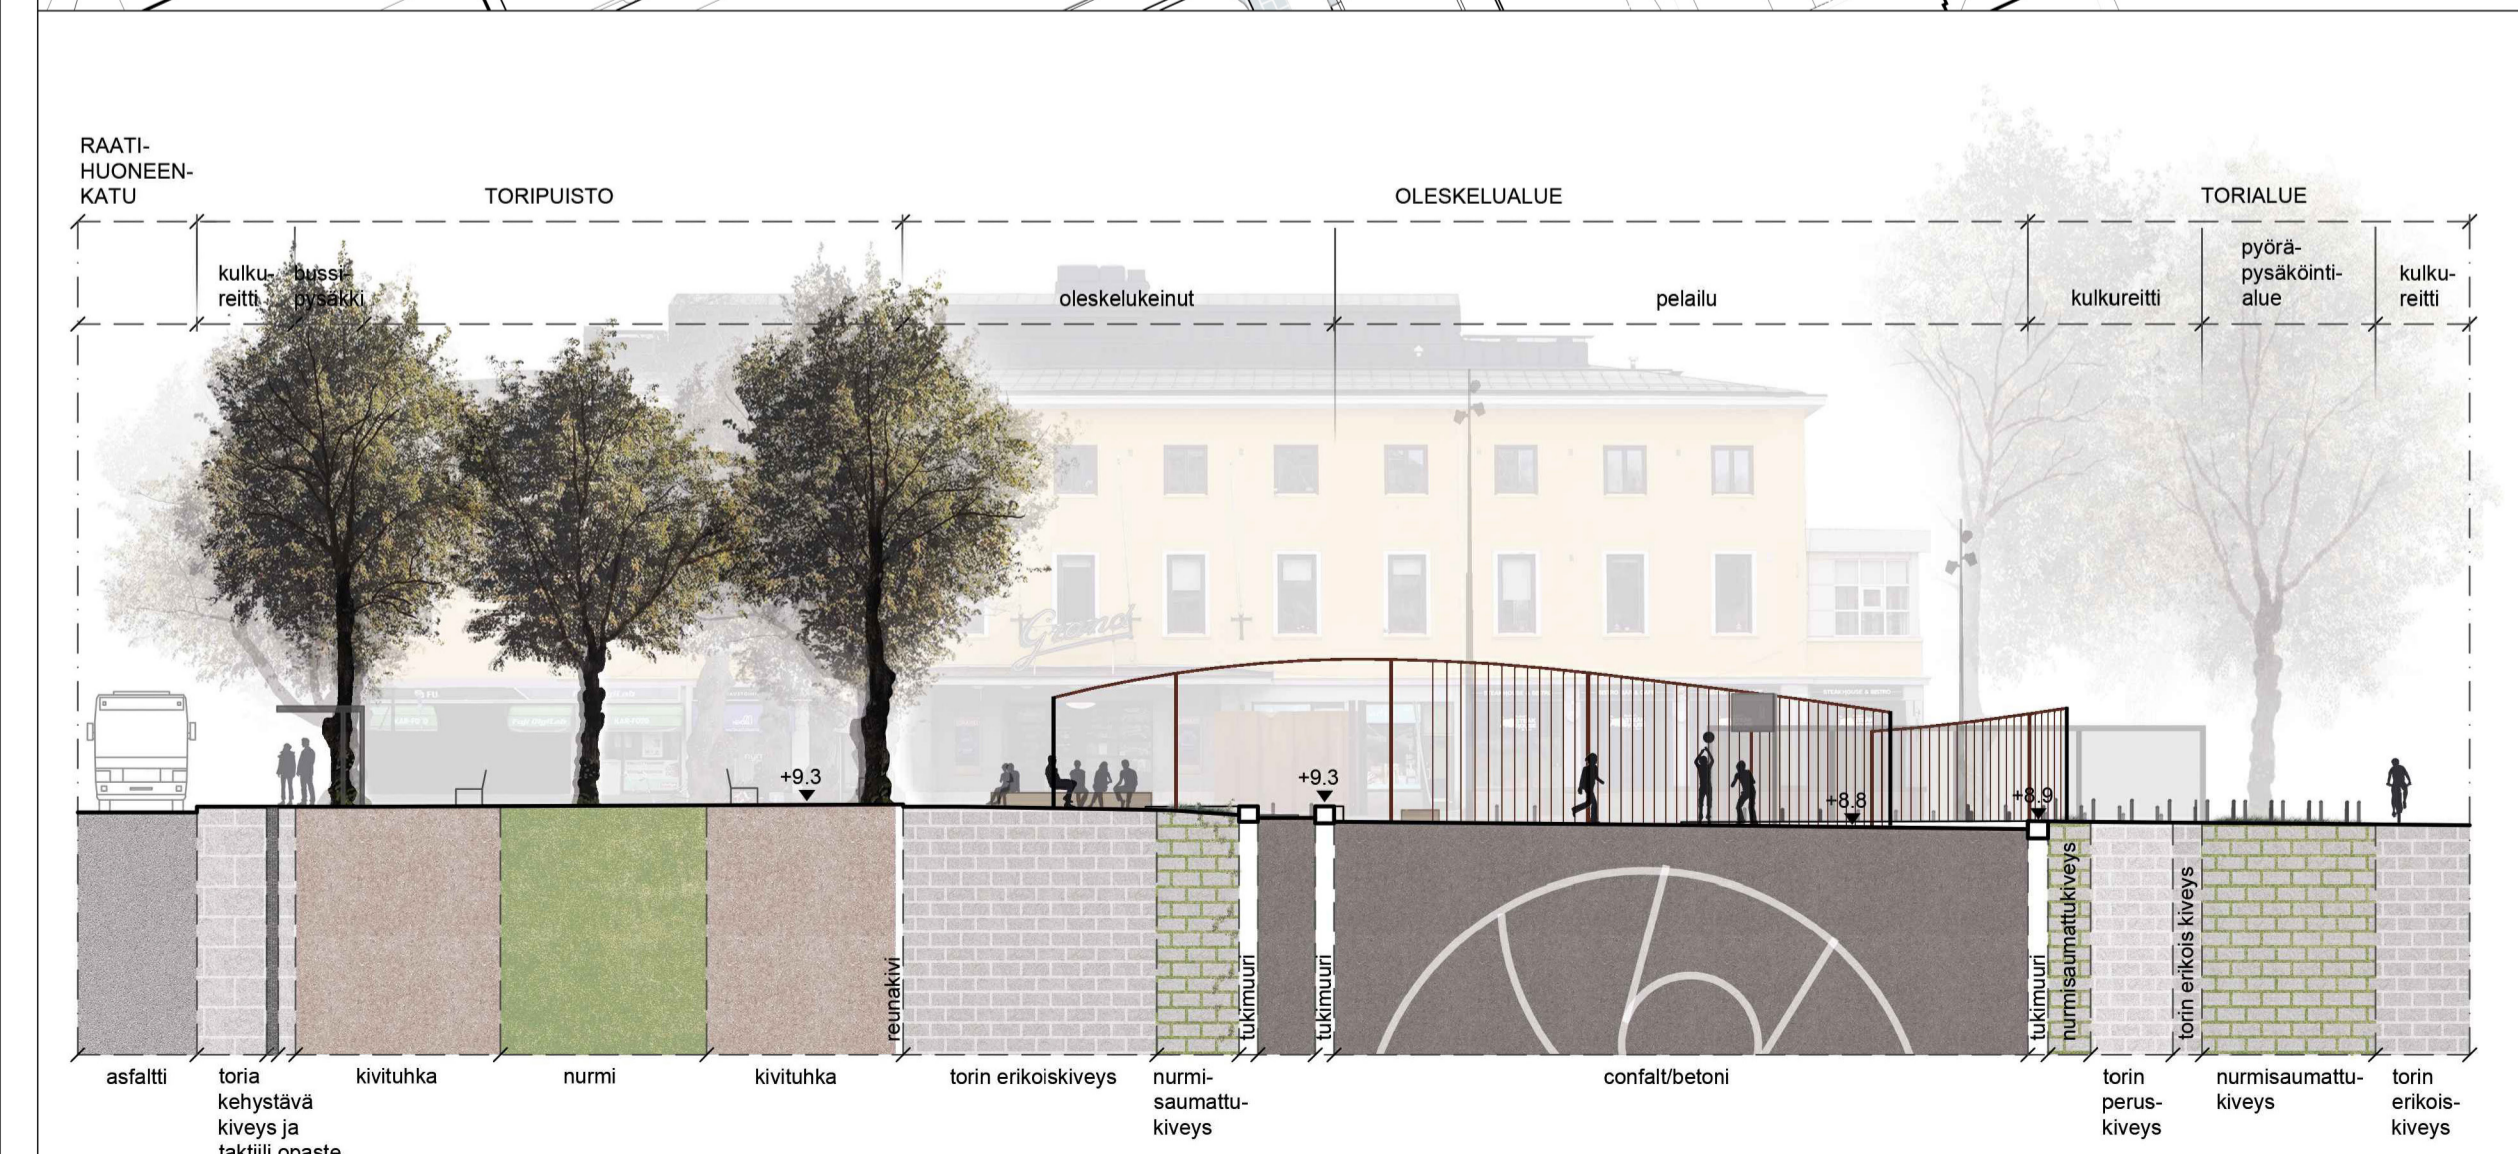 RAATI-
HUONEEN-
KATU
TORIPUISTO
OLESKELUALUE
TORIALUE
kulku-
reitti
bussi-
pysäkki
oleskelukeinut
pelailu
kulkureitti
pyörä-
pysäköinti-
alue
kulku-
reitti
Grand
+9.3
+9.3
+8.8
+8.9
reunakivi
tukimuuri
tukimuuri
tukimuuri
nurmisaumattukiveys
torin erikois kiveys
asfaltti
toria
kehystävä
kiveys ja
taktiili opaste
kivituhka
nurmi
kivituhka
torin erikoiskiveys
nurmi-
saumattu-
kiveys
confalt/betoni
torin
perus-
kiveys
nurmisaumattu-
kiveys
torin
erikois-
kiveys